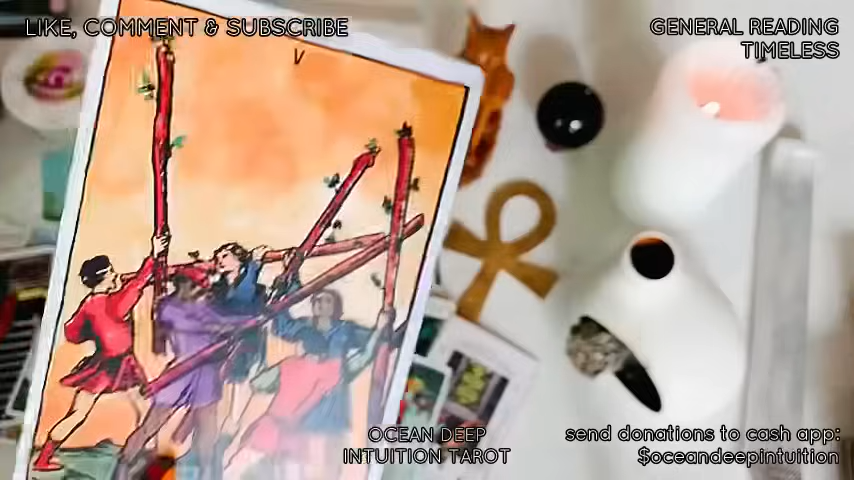 LIKE, COMMENT & SUBSCRIBE
GENERAL READING
TIMELESS
V
OCEAN DEEP
INTUITION TAROT
send donations to cash app:
$oceandeepintuition